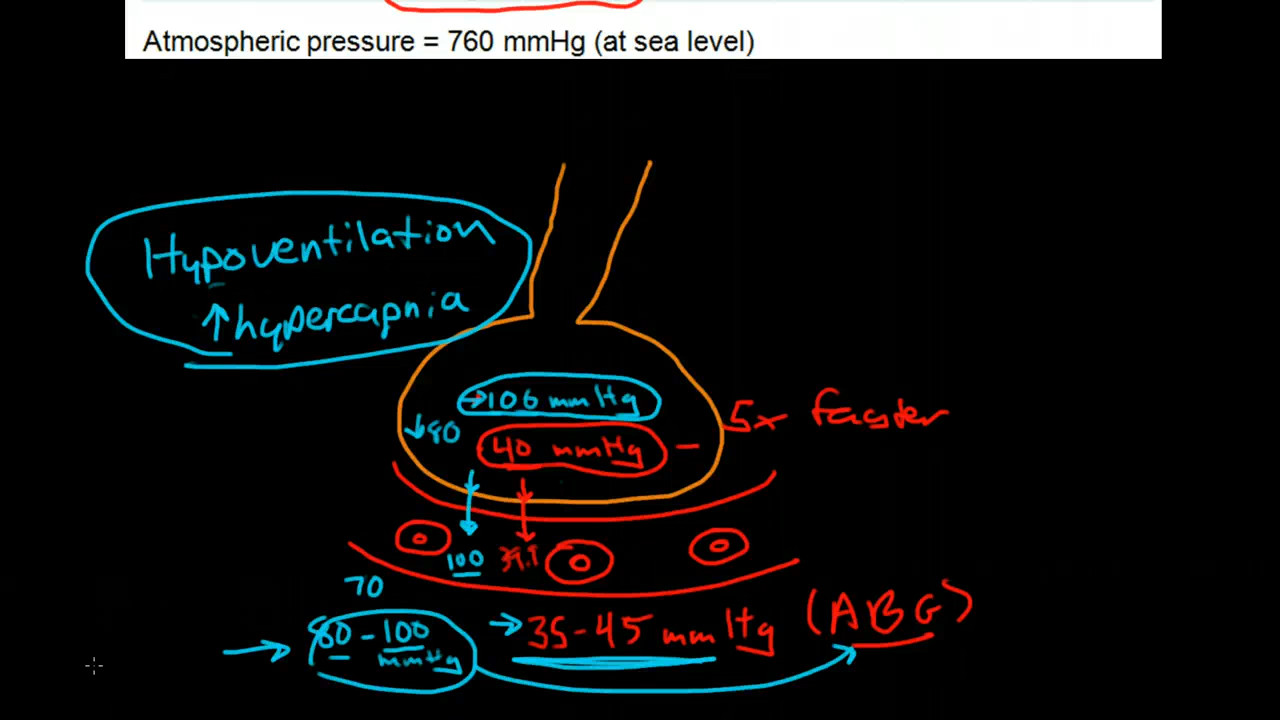 Atmospheric pressure = 760 mmHg (at sea level)
Hypoventilation
↑hypercapnia
→106 mmHg
↓90
40 mmHg –
5x faster
100
70
80-100
mmHg
→ 35-45 mmHg (ABG)